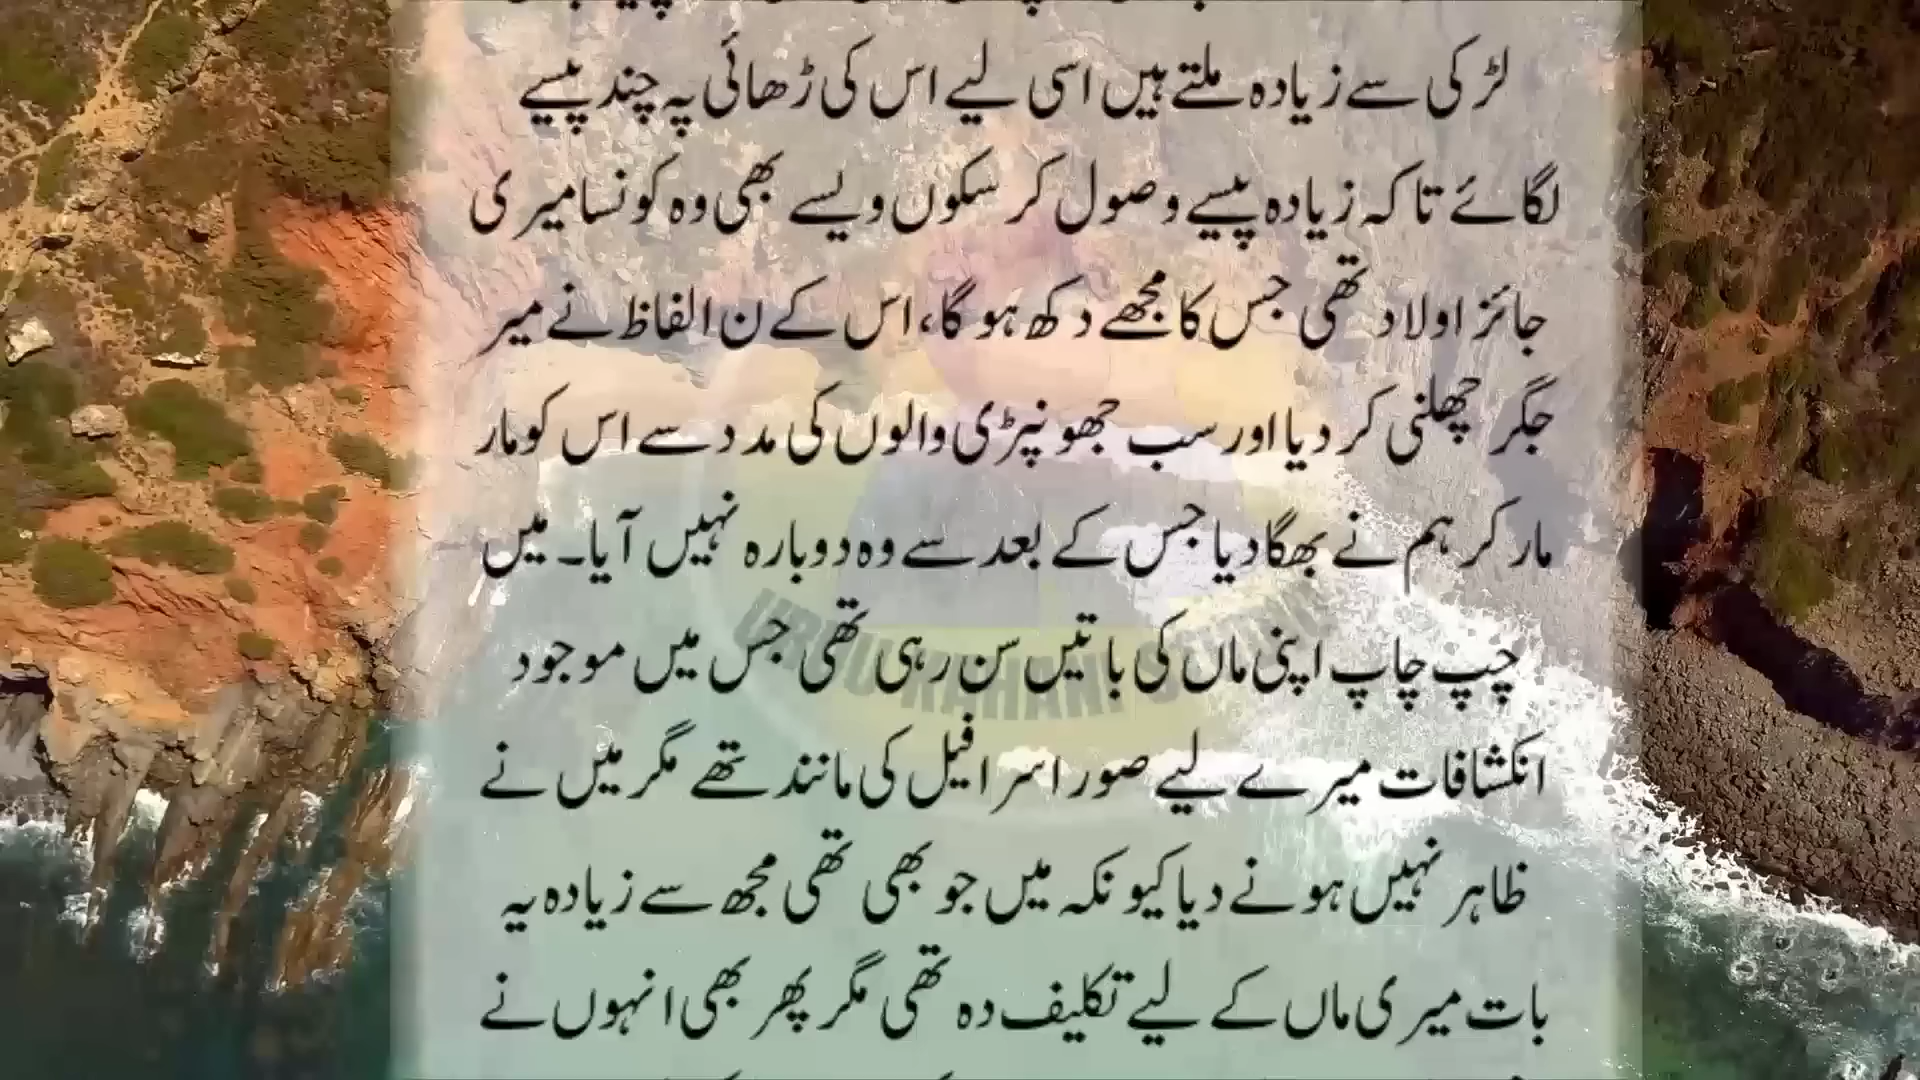 لڑکی سے زیادہ ملتے ہیں اسی لیے اس کی ڑھائی پہ چند پیسے
لگائے تاکہ زیادہ پیسے وصول کر سکوں ویسے بھی وہ کونسا میری
جائز اولاد تھی جس کا مجھے دکھ ہو گا، اس کے ن الفاظ نے میر
جگر چھلنی کر دیا اور سب جھونپڑی والوں کی مدد سے اس کو مار
مار کر ہم نے بھگا دیا جس کے بعد سے وہ دوبارہ نہیں آیا۔ میں
چپ چاپ اپنی ماں کی باتیں سن رہی تھی جس میں موجود
انکشافات میرے لیے صور اسرافیل کی مانند تھے مگر میں نے
ظاہر نہیں ہونے دیا کیونکہ میں جو بھی تھی مجھ سے زیادہ یہ
بات میری ماں کے لیے تکلیف دہ تھی مگر پھر بھی انہوں نے
URDU KAHANI